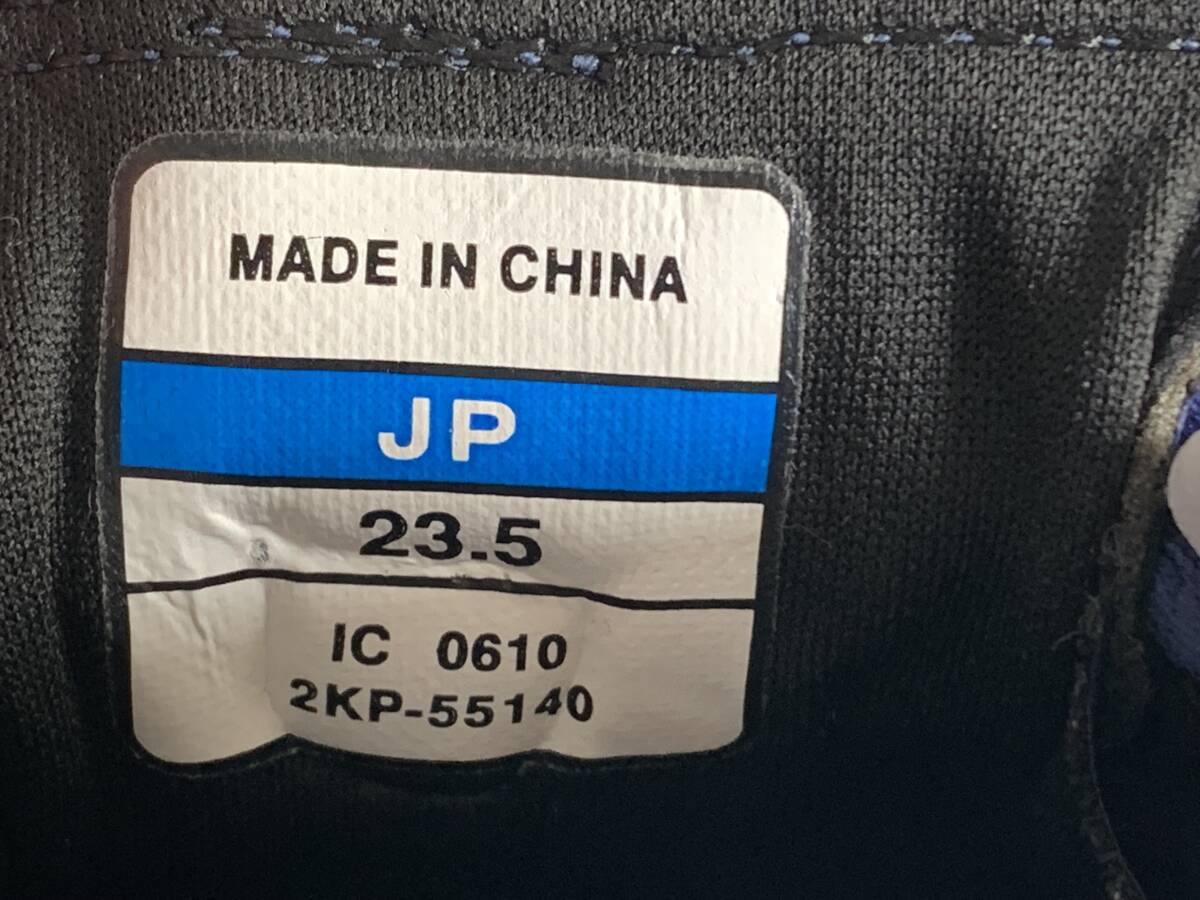 MADE IN CHINA
JP
23.5
IC 0610
2KP-55140